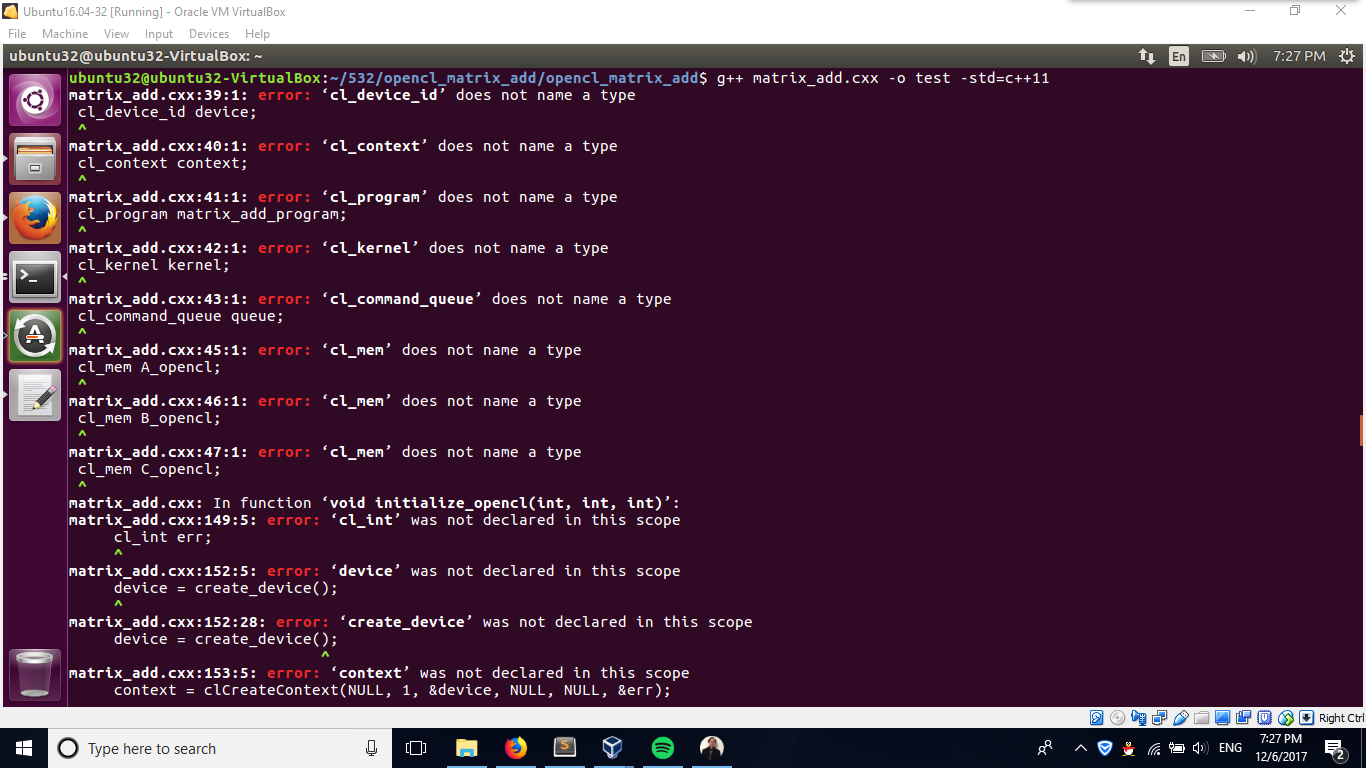 Ubuntu16.04-32 [Running] - Oracle VM VirtualBox
File Machine View Input Devices Help
ubuntu32@ubuntu32-VirtualBox: ~
En
7:27 PM
ubuntu32@ubuntu32-VirtualBox:~/532/opencl_matrix_add/opencl_matrix_add$ g++ matrix_add.cxx -o test -std=c++11
matrix_add.cxx:39:1: error: ‘cl_device_id’ does not name a type
cl_device_id device;
^
matrix_add.cxx:40:1: error: ‘cl_context’ does not name a type
cl_context context;
^
matrix_add.cxx:41:1: error: ‘cl_program’ does not name a type
cl_program matrix_add_program;
^
matrix_add.cxx:42:1: error: ‘cl_kernel’ does not name a type
cl_kernel kernel;
^
matrix_add.cxx:43:1: error: ‘cl_command_queue’ does not name a type
cl_command_queue queue;
^
matrix_add.cxx:45:1: error: ‘cl_mem’ does not name a type
cl_mem A_opencl;
^
matrix_add.cxx:46:1: error: ‘cl_mem’ does not name a type
cl_mem B_opencl;
^
matrix_add.cxx:47:1: error: ‘cl_mem’ does not name a type
cl_mem C_opencl;
^
matrix_add.cxx: In function ‘void initialize_opencl(int, int, int)’:
matrix_add.cxx:149:5: error: ‘cl_int’ was not declared in this scope
cl_int err;
^
matrix_add.cxx:152:5: error: ‘device’ was not declared in this scope
device = create_device();
^
matrix_add.cxx:152:28: error: ‘create_device’ was not declared in this scope
device = create_device();
^
matrix_add.cxx:153:5: error: ‘context’ was not declared in this scope
context = clCreateContext(NULL, 1, &device, NULL, NULL, &err);
Right Ctrl
Type here to search
ENG
7:27 PM
12/6/2017
2